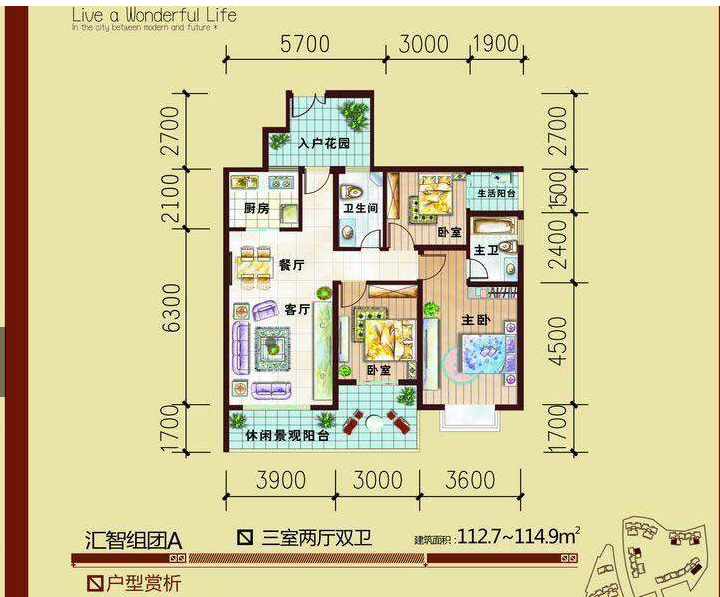 Live a Wonderful Life
In the city between modern and future *
5700
3000
1900
2700
2700
入户花园
2100
1500
厨房
卫生间
卧室
生活阳台
2400
主卫
餐厅
6300
客厅
主卧
4500
卧室
1700
休闲景观阳台
1700
3900
3000
3600
汇智组团A
三室两厅双卫
建筑面积:112.7~114.9m²
户型赏析